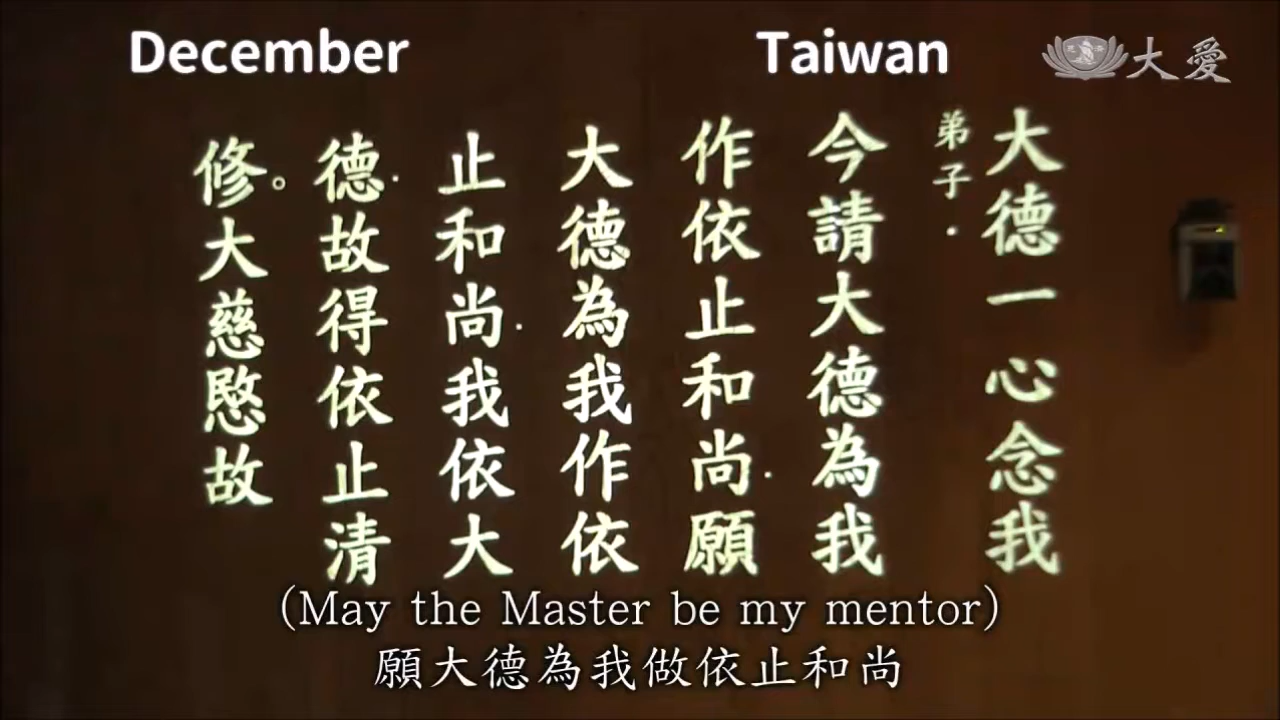 December
Taiwan
大愛
大德一心念我
弟子.
今請大德為我
作依止和尚.願
大德為我作依
止和尚.我依大
德.故得依止清
修。大慈愍故
(May the Master be my mentor)
願大德為我做依止和尚